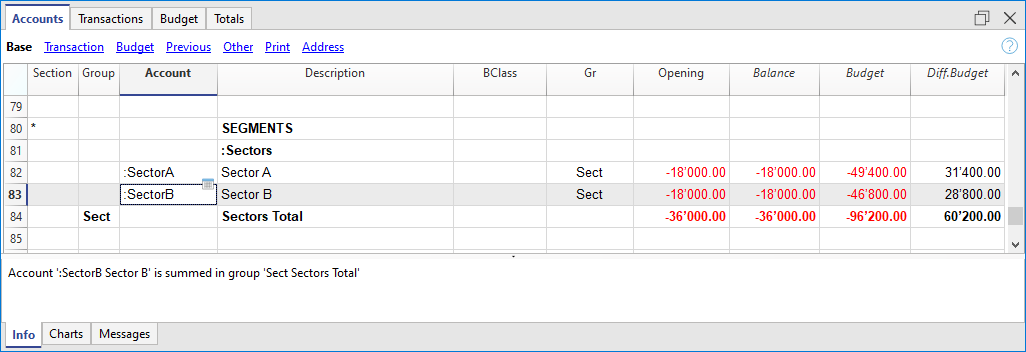 Accounts Transactions Budget Totals
Base Transaction Budget Previous Other Print Address ?
Section Group Account Description BClass Gr Opening Balance Budget Diff.Budget
79
80 * SEGMENTS
81 :Sectors
82 :SectorA Sector A Sect -18'000.00 -18'000.00 -49'400.00 31'400.00
83 :SectorB Sector B Sect -18'000.00 -18'000.00 -46'800.00 28'800.00
84 Sect Sectors Total -36'000.00 -36'000.00 -96'200.00 60'200.00
85
Account ':SectorB Sector B' is summed in group 'Sect Sectors Total'
Info Charts Messages